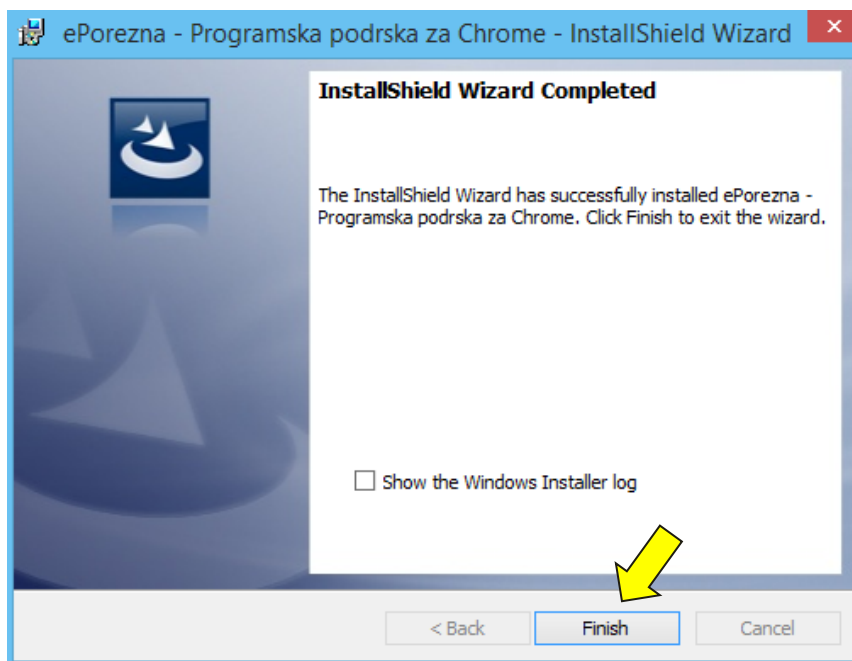 ePorezna - Programska podrska za Chrome - InstallShield Wizard
InstallShield Wizard Completed
The InstallShield Wizard has successfully installed ePorezna -
Programska podrska za Chrome. Click Finish to exit the wizard.
Show the Windows Installer log
< Back Finish Cancel